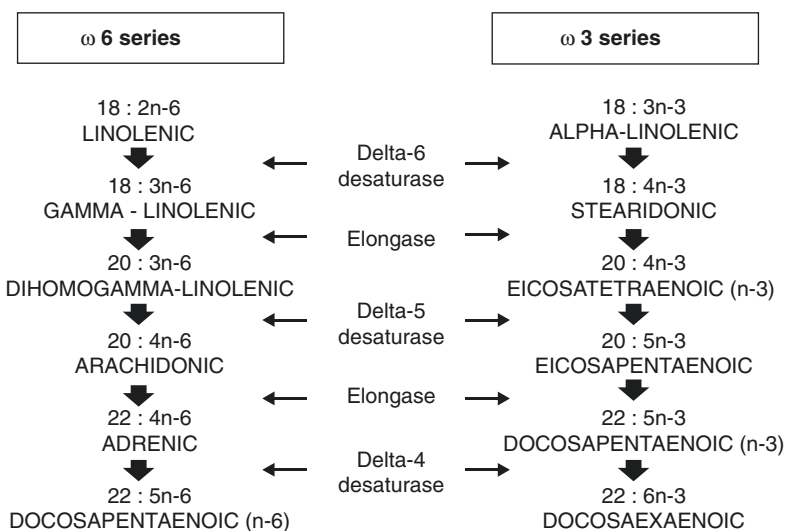 ω 6 series
18 : 2n-6
LINOLENIC
18 : 3n-6
GAMMA - LINOLENIC
20 : 3n-6
DIHOMOGAMMA-LINOLENIC
20 : 4n-6
ARACHIDONIC
22 : 4n-6
ADRENIC
22 : 5n-6
DOCOSAPENTAENOIC (n-6)
Delta-6
desaturase
Elongase
Delta-5
desaturase
Elongase
Delta-4
desaturase
ω 3 series
18 : 3n-3
ALPHA-LINOLENIC
18 : 4n-3
STEARIDONIC
20 : 4n-3
EICOSATETRAENOIC (n-3)
20 : 5n-3
EICOSAPENTAENOIC
22 : 5n-3
DOCOSAPENTAENOIC (n-3)
22 : 6n-3
DOCOSAEXAENOIC